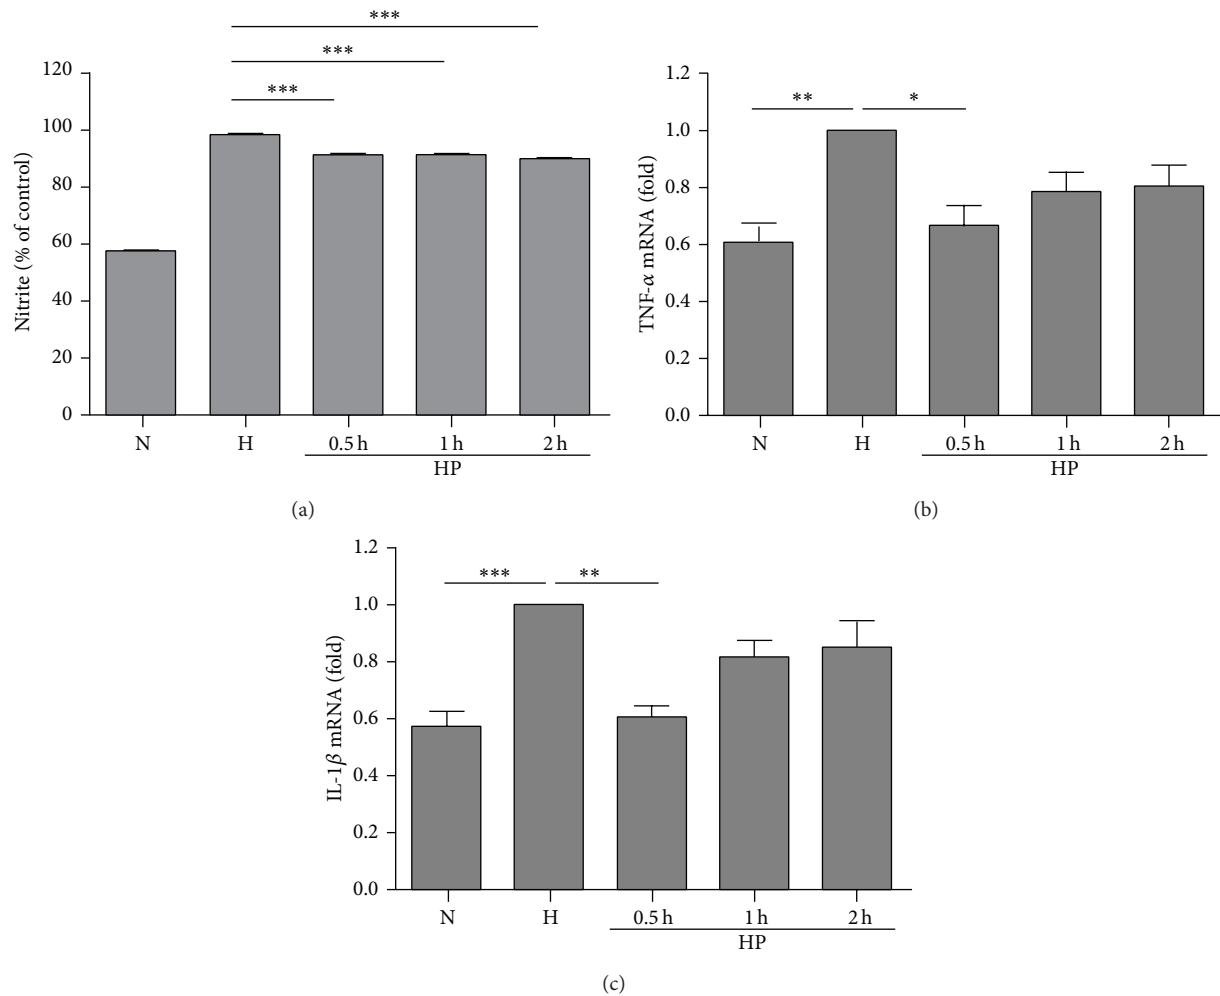 ***
***
***
120
100
80
60
40
20
0
Nitrite (% of control)
N H 0.5 h 1 h 2 h
HP
(a)
** *
1.2
1.0
0.8
0.6
0.4
0.2
0.0
TNF-α mRNA (fold)
N H 0.5 h 1 h 2 h
HP
(b)
*** **
1.2
1.0
0.8
0.6
0.4
0.2
0.0
IL-1β mRNA (fold)
N H 0.5 h 1 h 2 h
HP
(c)